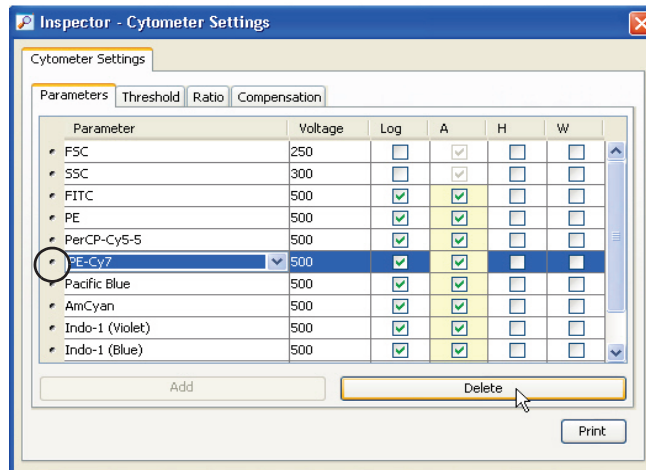 Inspector - Cytometer Settings
Cytometer Settings
Parameters Threshold Ratio Compensation
Parameter Voltage Log A H W
FSC 250
SSC 300
FITC 500
PE 500
PerCP-Cy5-5 500
PE-Cy7 500
Pacific Blue 500
AmCyan 500
Indo-1 (Violet) 500
Indo-1 (Blue) 500
Add Delete
Print